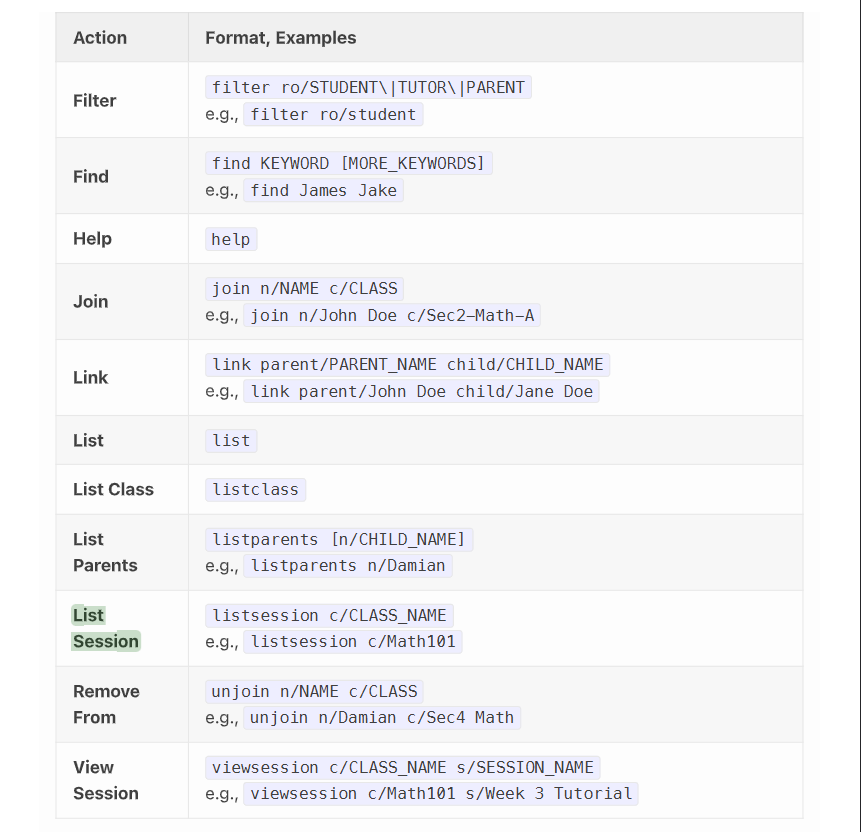 Action Format, Examples
Filter
filter ro/STUDENT\|TUTOR\|PARENT
e.g., filter ro/student
Find
find KEYWORD [MORE_KEYWORDS]
e.g., find James Jake
Help
help
Join
join n/NAME c/CLASS
e.g., join n/John Doe c/Sec2-Math-A
Link
link parent/PARENT_NAME child/CHILD_NAME
e.g., link parent/John Doe child/Jane Doe
List
list
List Class
listclass
List
Parents
listparents [n/CHILD_NAME]
e.g., listparents n/Damian
List
Session
listsession c/CLASS_NAME
e.g., listsession c/Math101
Remove
From
unjoin n/NAME c/CLASS
e.g., unjoin n/Damian c/Sec4 Math
View
Session
viewsession c/CLASS_NAME s/SESSION_NAME
e.g., viewsession c/Math101 s/Week 3 Tutorial